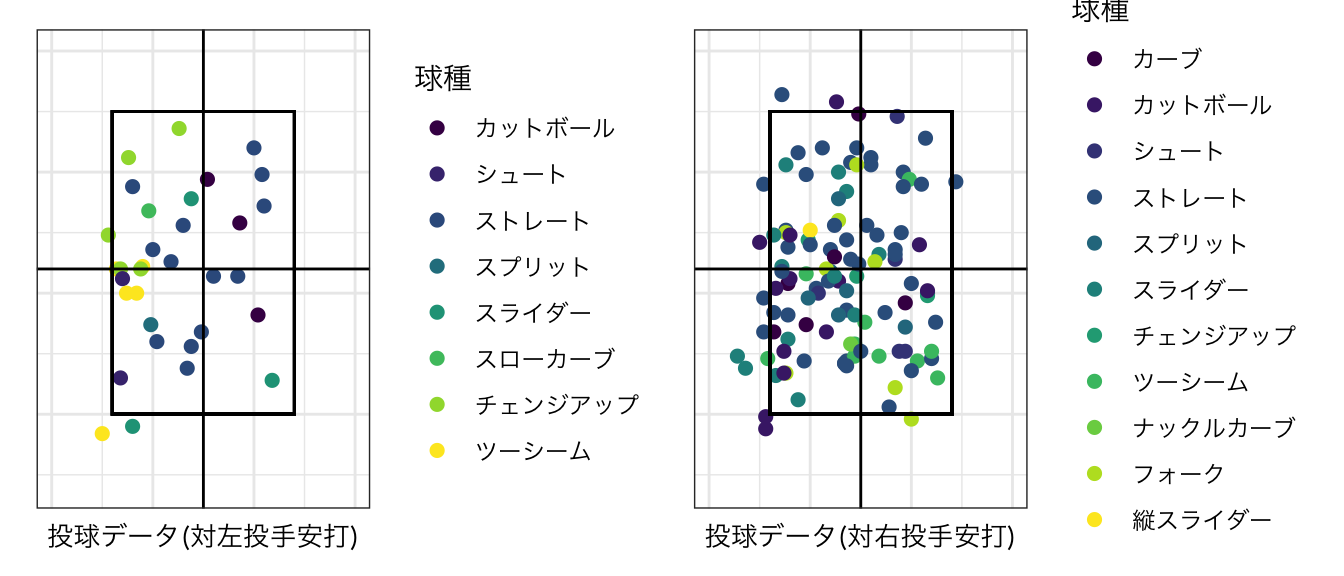 球種
カットボール
シュート
ストレート
スプリット
スライダー
スローカーブ
チェンジアップ
ツーシーム
投球データ(対左投手安打)
球種
カーブ
カットボール
シュート
ストレート
スプリット
スライダー
チェンジアップ
ツーシーム
ナックルカーブ
フォーク
縦スライダー
投球データ(対右投手安打)